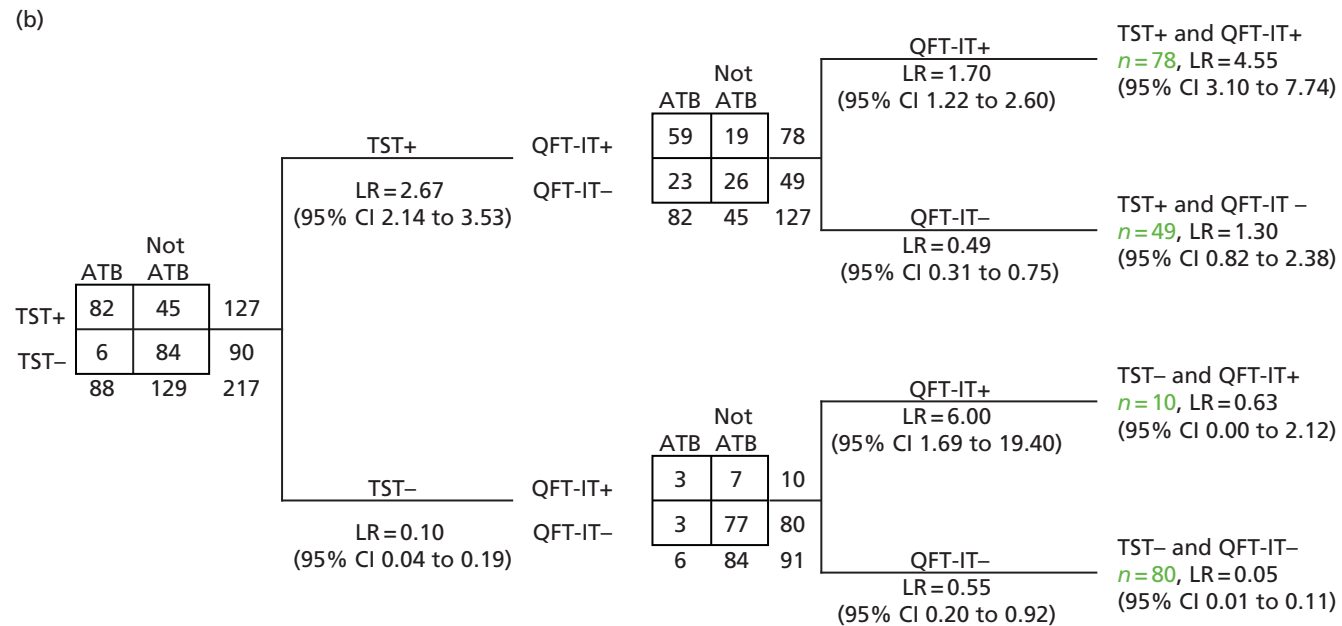 (b)
Not
ATB ATB
TST+ 82 45 127
TST– 6 84 90
88 129 217
TST+
LR=2.67
(95% CI 2.14 to 3.53)
TST–
LR=0.10
(95% CI 0.04 to 0.19)
Not
ATB ATB
QFT-IT+ 59 19 78
QFT-IT– 23 26 49
82 45 127
QFT-IT+
LR=1.70
(95% CI 1.22 to 2.60)
QFT-IT–
LR=0.49
(95% CI 0.31 to 0.75)
TST+ and QFT-IT+
n=78, LR=4.55
(95% CI 3.10 to 7.74)
TST+ and QFT-IT –
n=49, LR=1.30
(95% CI 0.82 to 2.38)
Not
ATB ATB
QFT-IT+ 3 7 10
QFT-IT– 3 77 80
6 84 91
QFT-IT+
LR=6.00
(95% CI 1.69 to 19.40)
QFT-IT–
LR=0.55
(95% CI 0.20 to 0.92)
TST– and QFT-IT+
n=10, LR=0.63
(95% CI 0.00 to 2.12)
TST– and QFT-IT–
n=80, LR=0.05
(95% CI 0.01 to 0.11)